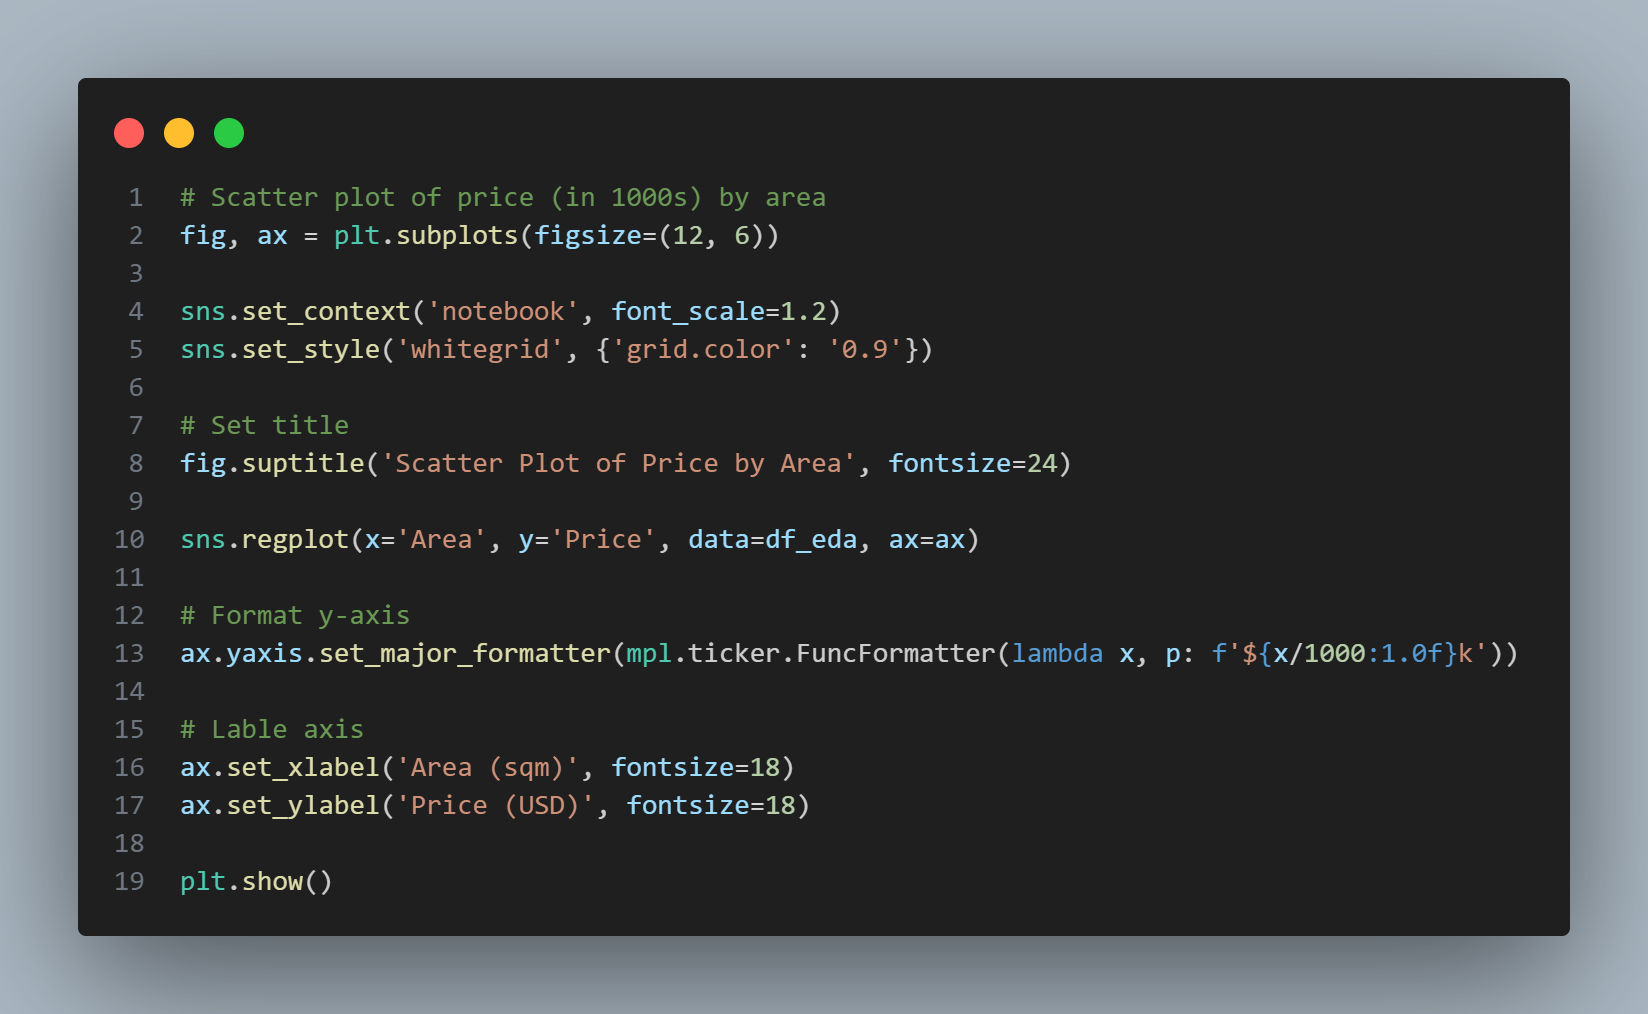 1 # Scatter plot of price (in 1000s) by area
2 fig, ax = plt.subplots(figsize=(12, 6))
3
4 sns.set_context('notebook', font_scale=1.2)
5 sns.set_style('whitegrid', {'grid.color': '0.9'})
6
7 # Set title
8 fig.suptitle('Scatter Plot of Price by Area', fontsize=24)
9
10 sns.regplot(x='Area', y='Price', data=df_eda, ax=ax)
11
12 # Format y-axis
13 ax.yaxis.set_major_formatter(mpl.ticker.FuncFormatter(lambda x, p: f'${x/1000:1.0f}k'))
14
15 # Lable axis
16 ax.set_xlabel('Area (sqm)', fontsize=18)
17 ax.set_ylabel('Price (USD)', fontsize=18)
18
19 plt.show()